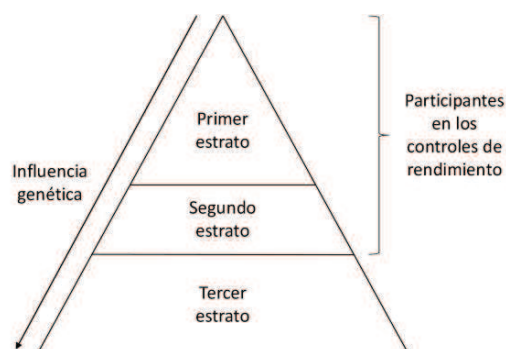 Primer
estrato
Participantes
en los
controles de
rendimiento
Influencia
genética
Segundo
estrato
Tercer
estrato